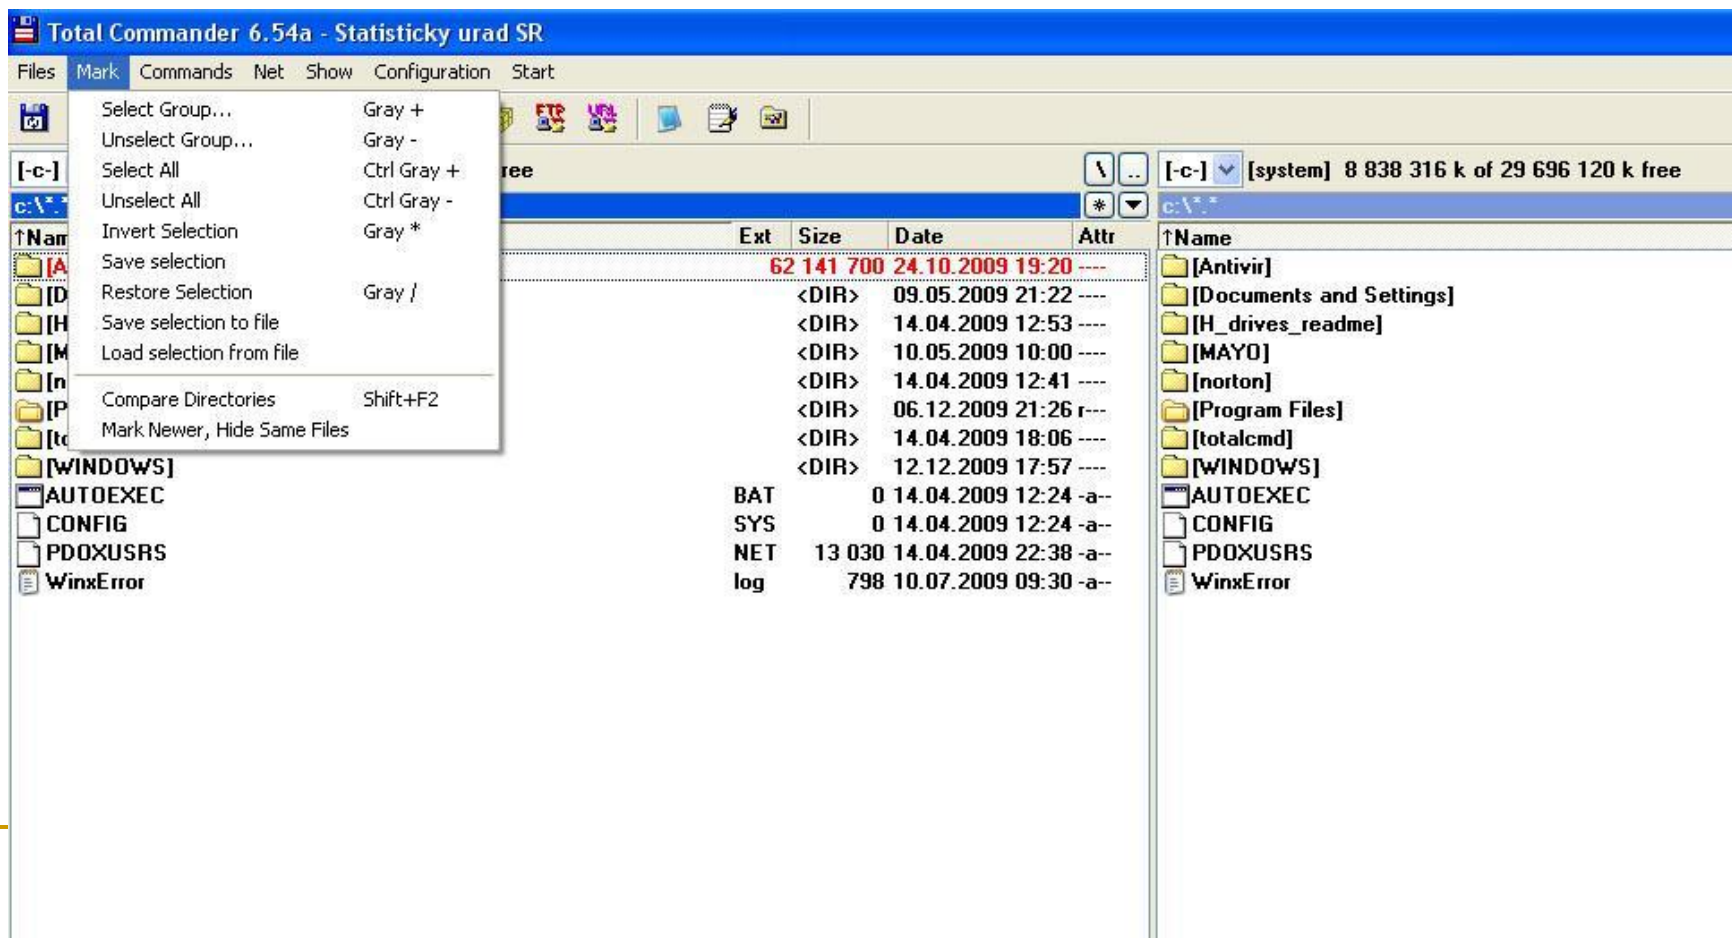 Total Commander 6.54a - Statisticky urad SR
Files Mark Commands Net Show Configuration Start
Select Group... Gray +
Unselect Group... Gray -
Select All Ctrl Gray +
Unselect All Ctrl Gray -
Invert Selection Gray *
Save selection
Restore Selection Gray /
Save selection to file
Load selection from file
Compare Directories Shift+F2
Mark Newer, Hide Same Files
FTP URL
[-c-] ree \ ..
c:\*.* *
↑Nam Ext Size Date Attr
[A 62 141 700 24.10.2009 19:20 ----
[D <DIR> 09.05.2009 21:22 ----
[H <DIR> 14.04.2009 12:53 ----
[M <DIR> 10.05.2009 10:00 ----
[n <DIR> 14.04.2009 12:41 ----
[P <DIR> 06.12.2009 21:26 r---
[to <DIR> 14.04.2009 18:06 ----
[WINDOWS] <DIR> 12.12.2009 17:57 ----
AUTOEXEC BAT 0 14.04.2009 12:24 -a--
CONFIG SYS 0 14.04.2009 12:24 -a--
PDOXUSRS NET 13 030 14.04.2009 22:38 -a--
WinxError log 798 10.07.2009 09:30 -a--
[-c-] [system] 8 838 316 k of 29 696 120 k free
c:\*.*
↑Name
[Antivir]
[Documents and Settings]
[H_drives_readme]
[MAYO]
[norton]
[Program Files]
[totalcmd]
[WINDOWS]
AUTOEXEC
CONFIG
PDOXUSRS
WinxError